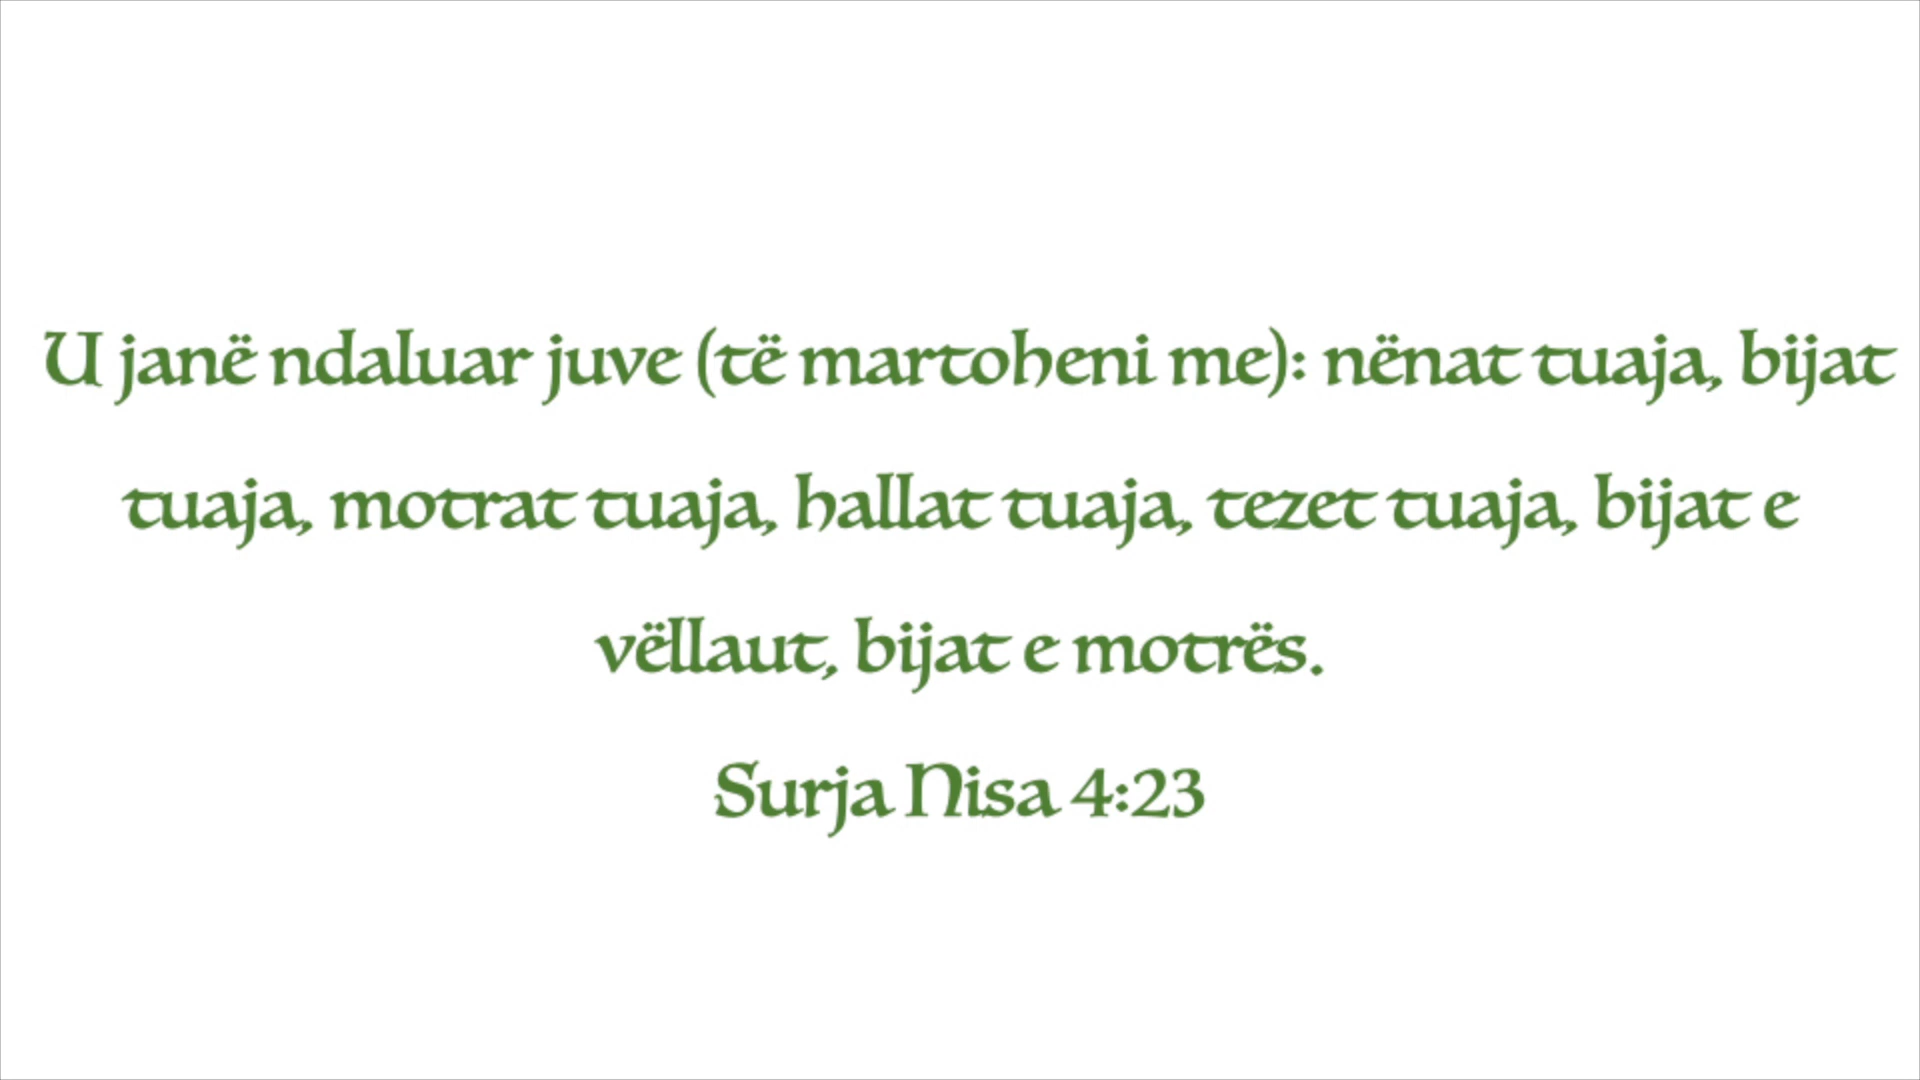 U janë ndaluar juve (të martoheni me): nënat tuaja, bijat
tuaja, motrat tuaja, hallat tuaja, tezet tuaja, bijat e
vëllaut, bijat e motrës.
Surja Nisa 4:23